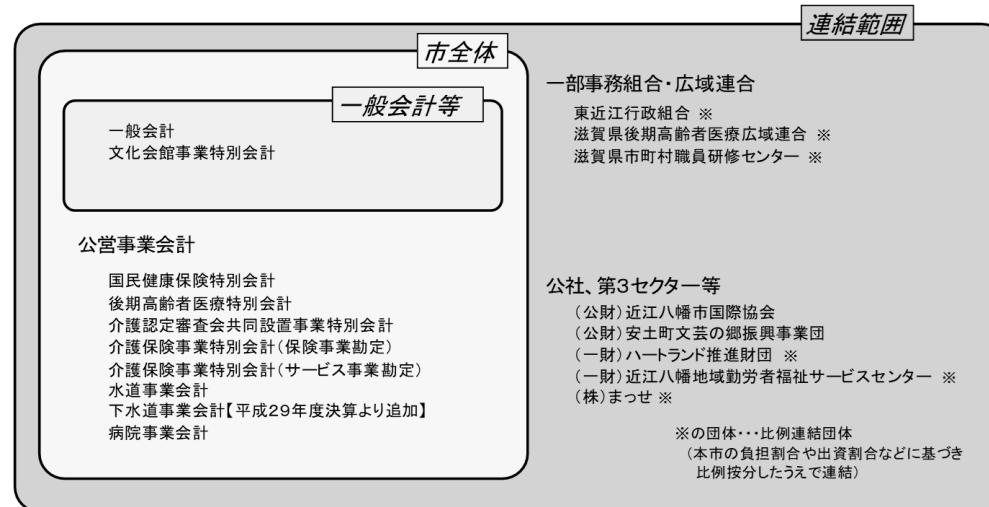 連結範囲
市全体
一般会計等
一般会計
文化会館事業特別会計
公営事業会計
国民健康保険特別会計
後期高齢者医療特別会計
介護認定審査会共同設置事業特別会計
介護保険事業特別会計(保険事業勘定)
介護保険事業特別会計(サービス事業勘定)
水道事業会計
下水道事業会計【平成29年度決算より追加】
病院事業会計
一部事務組合・広域連合
東近江行政組合 ※
滋賀県後期高齢者医療広域連合 ※
滋賀県市町村職員研修センター ※
公社、第3セクター等
(公財)近江八幡市国際協会
(公財)安土町文芸の郷振興事業団
(一財)ハートランド推進財団 ※
(一財)近江八幡地域勤労者福祉サービスセンター ※
(株)まっせ ※
※の団体・・・比例連結団体
(本市の負担割合や出資割合などに基づき
比例按分したうえで連結)